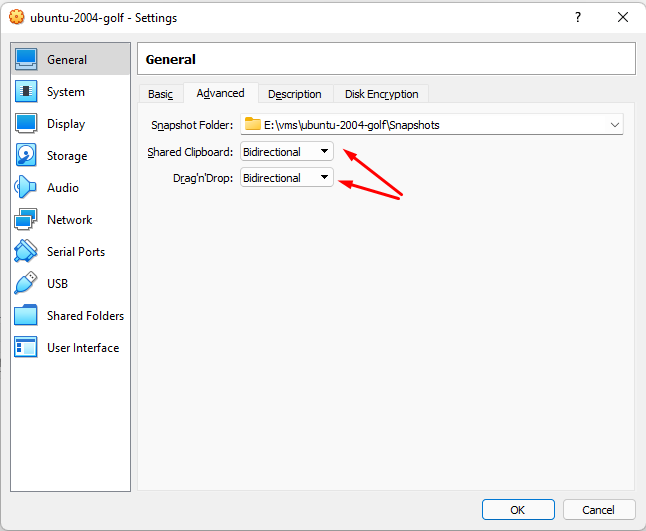 ubuntu-2004-golf - Settings
?
General
System
Display
Storage
Audio
Network
Serial Ports
USB
Shared Folders
User Interface
General
Basic Advanced Description Disk Encryption
Snapshot Folder: E:\vms\ubuntu-2004-golf\Snapshots
Shared Clipboard: Bidirectional
Drag'n'Drop: Bidirectional
OK Cancel